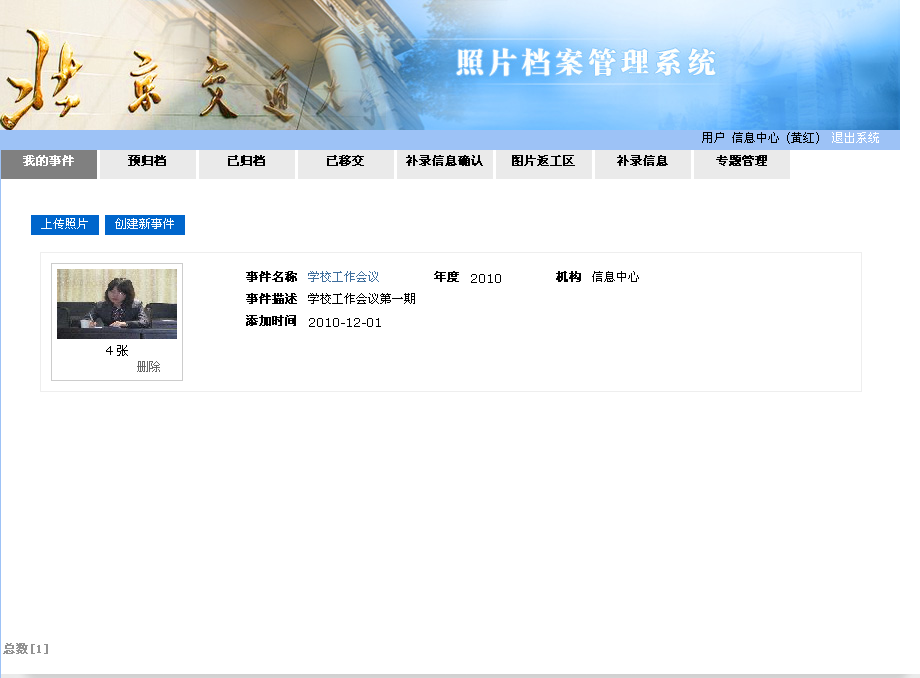 北京交通大
照片档案管理系统
用户 信息中心 (黄红) 退出系统
我的事件 预归档 已归档 已移交 补录信息确认 图片返工区 补录信息 专题管理
上传照片 创建新事件
事件名称 学校工作会议 年度 2010 机构 信息中心
事件描述 学校工作会议第一期
添加时间 2010-12-01
4 张
删除
总数[1]